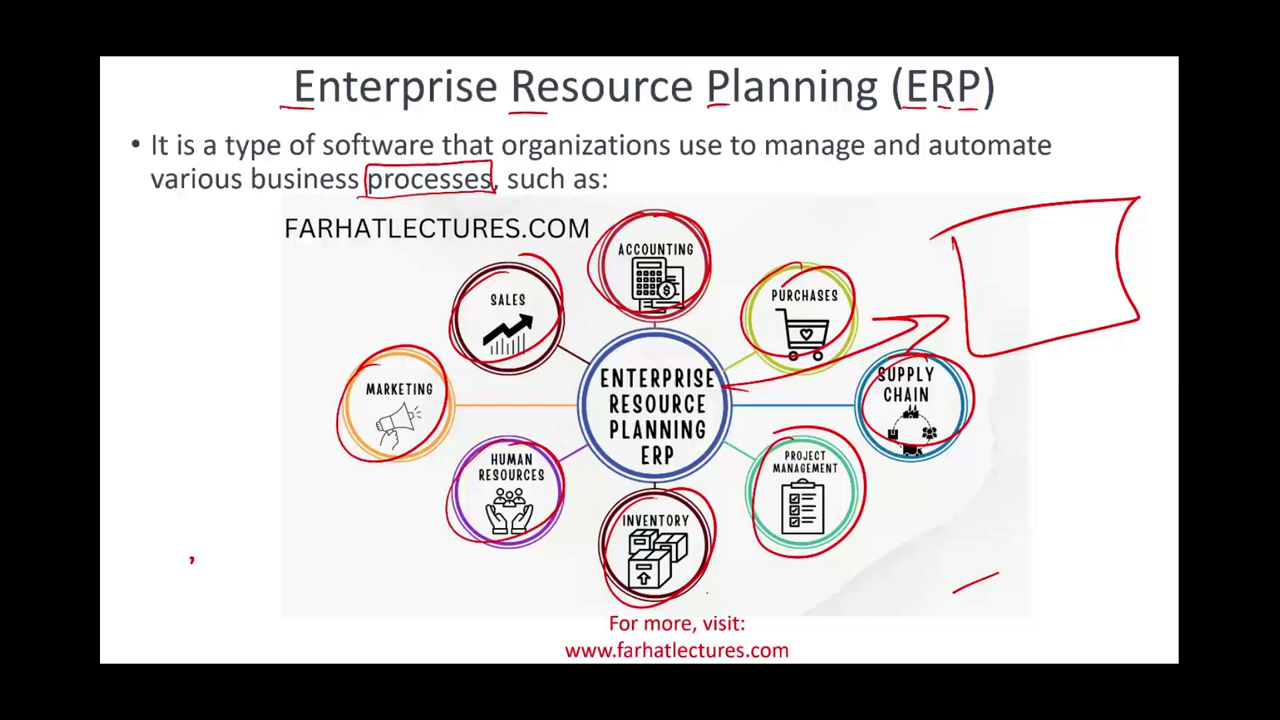 Enterprise Resource Planning (ERP)
• It is a type of software that organizations use to manage and automate
various business processes, such as:
FARHATLECTURES.COM
ACCOUNTING
SALES
PURCHASES
MARKETING
ENTERPRISE
RESOURCE
PLANNING
ERP
SUPPLY
CHAIN
HUMAN
RESOURCES
PROJECT
MANAGEMENT
INVENTORY
For more, visit:
www.farhatlectures.com